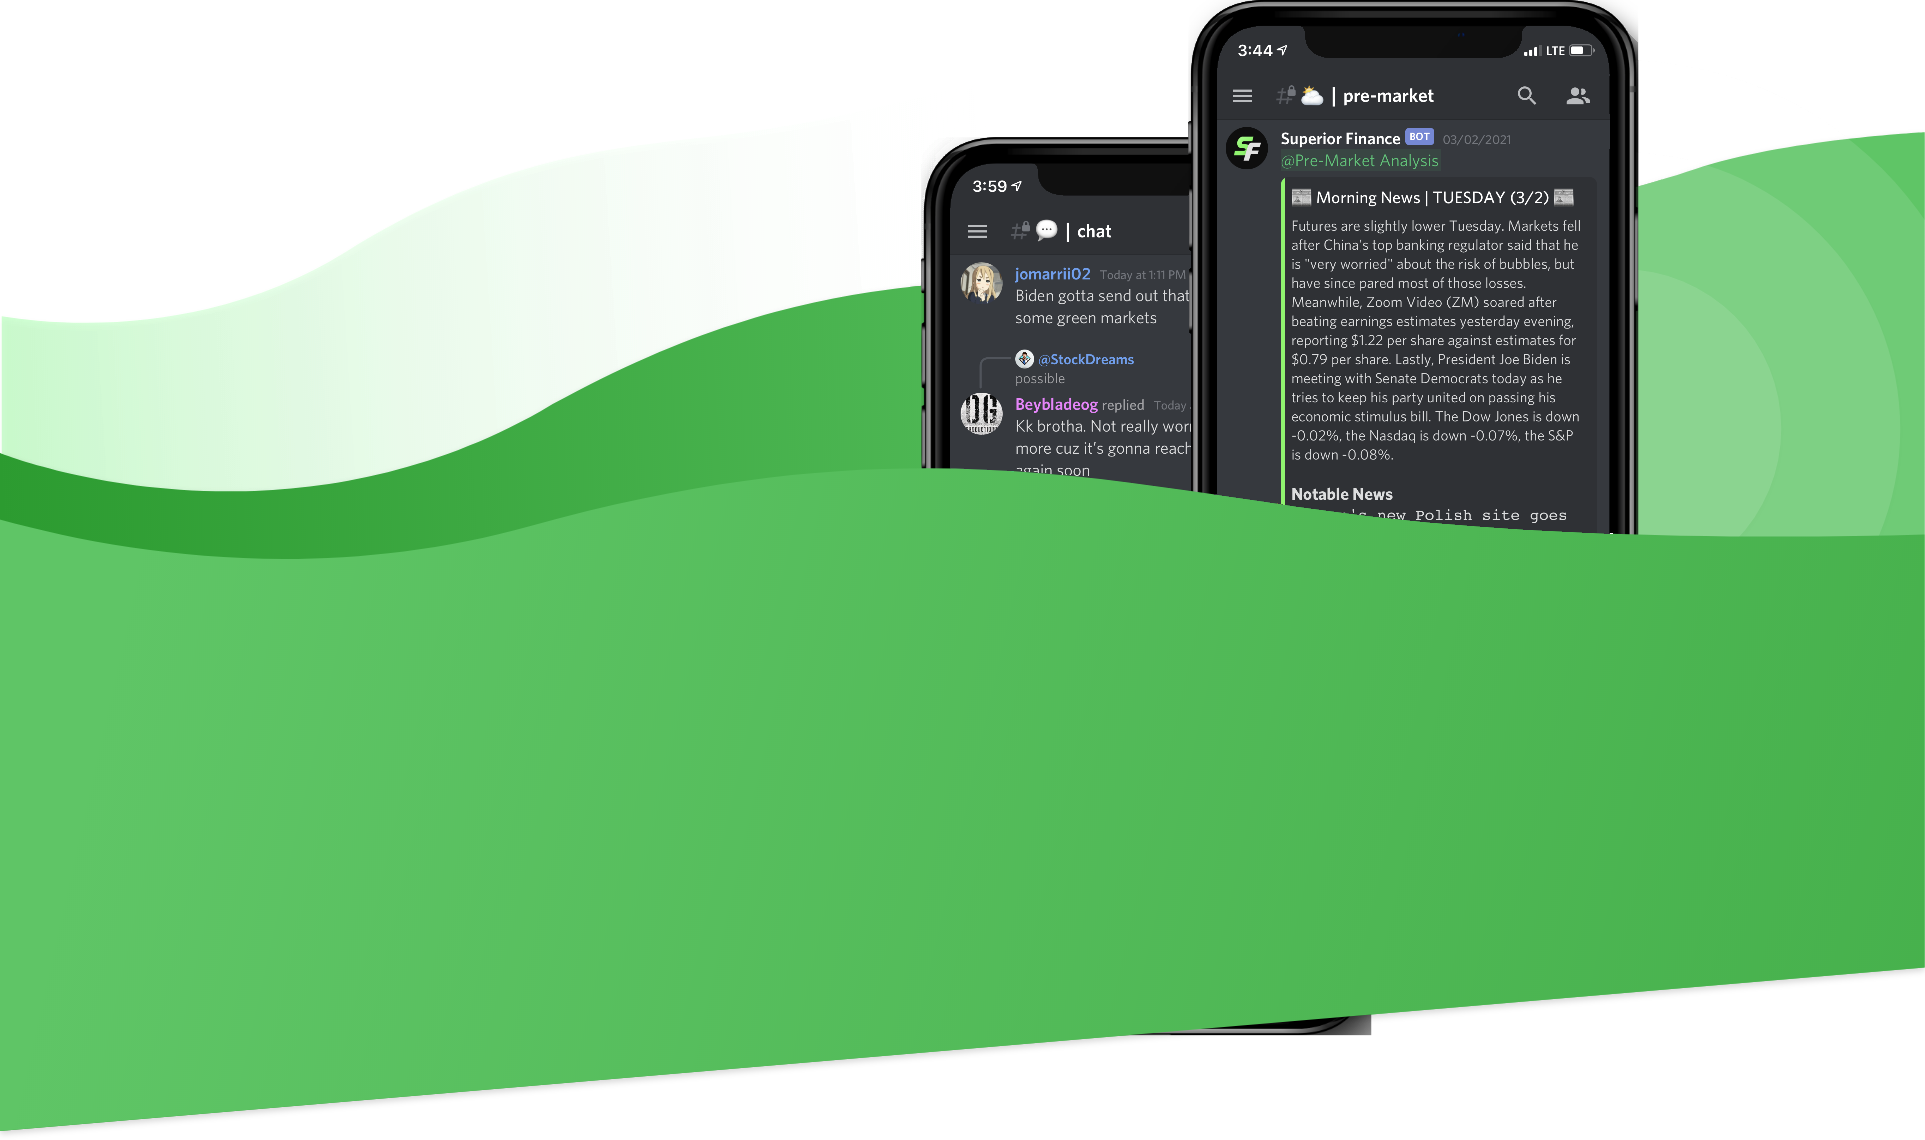 3:59
| chat
jomarrii02 Today at 1:11 PM
Biden gotta send out that
some green markets
@StockDreams
possible
OG
Beybladeog replied Today
Kk brotha. Not really
more cuz it's gonna reach
again soon
3:44 LTE
| pre-market
SF
Superior Finance BOT 03/02/2021
@Pre-Market Analysis
Morning News | TUESDAY (3/2)
Futures are slightly lower Tuesday. Markets fell
after China's top banking regulator said that he
is "very worried" about the risk of bubbles, but
have since pared most of those losses.
Meanwhile, Zoom Video (ZM) soared after
beating earnings estimates yesterday evening,
reporting $1.22 per share against estimates for
$0.79 per share. Lastly, President Joe Biden is
meeting with Senate Democrats today as he
tries to keep his party united on passing his
economic stimulus bill. The Dow Jones is down
-0.02%, the Nasdaq is down -0.07%, the S&P
is down -0.08%.
Notable News
new Polish site goes